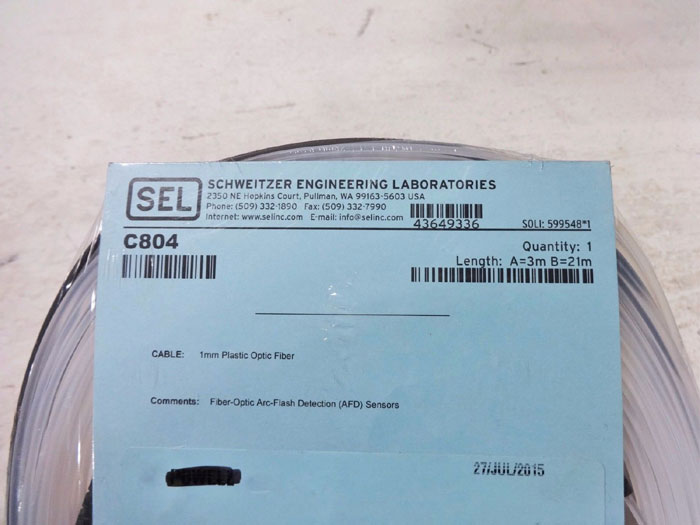 SEL
SCHWEITZER ENGINEERING LABORATORIES
2350 NE Hopkins Court, Pullman, WA 99163-5603 USA
Phone: (509) 332-1890 Fax: (509) 332-7990
Internet: www.selinc.com E-mail: info@selinc.com
43649336
SOLI: 599548*1
C804
Quantity: 1
Length: A=3m B=21m
CABLE: 1mm Plastic Optic Fiber
Comments: Fiber-Optic Arc-Flash Detection (AFD) Sensors
27/JUL/2015